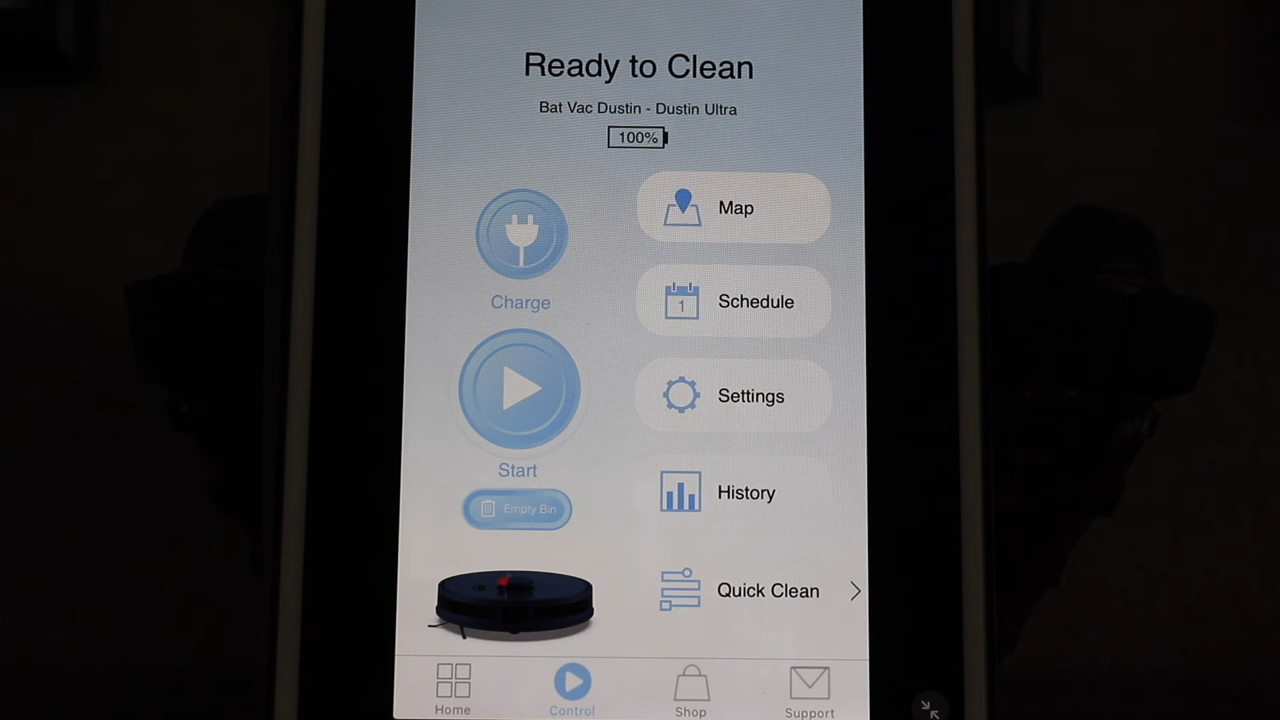 Ready to Clean
Bat Vac Dustin - Dustin Ultra
100%
Charge
Start
Empty Bin
Map
1
Schedule
Settings
History
Quick Clean
Home
Control
Shop
Support